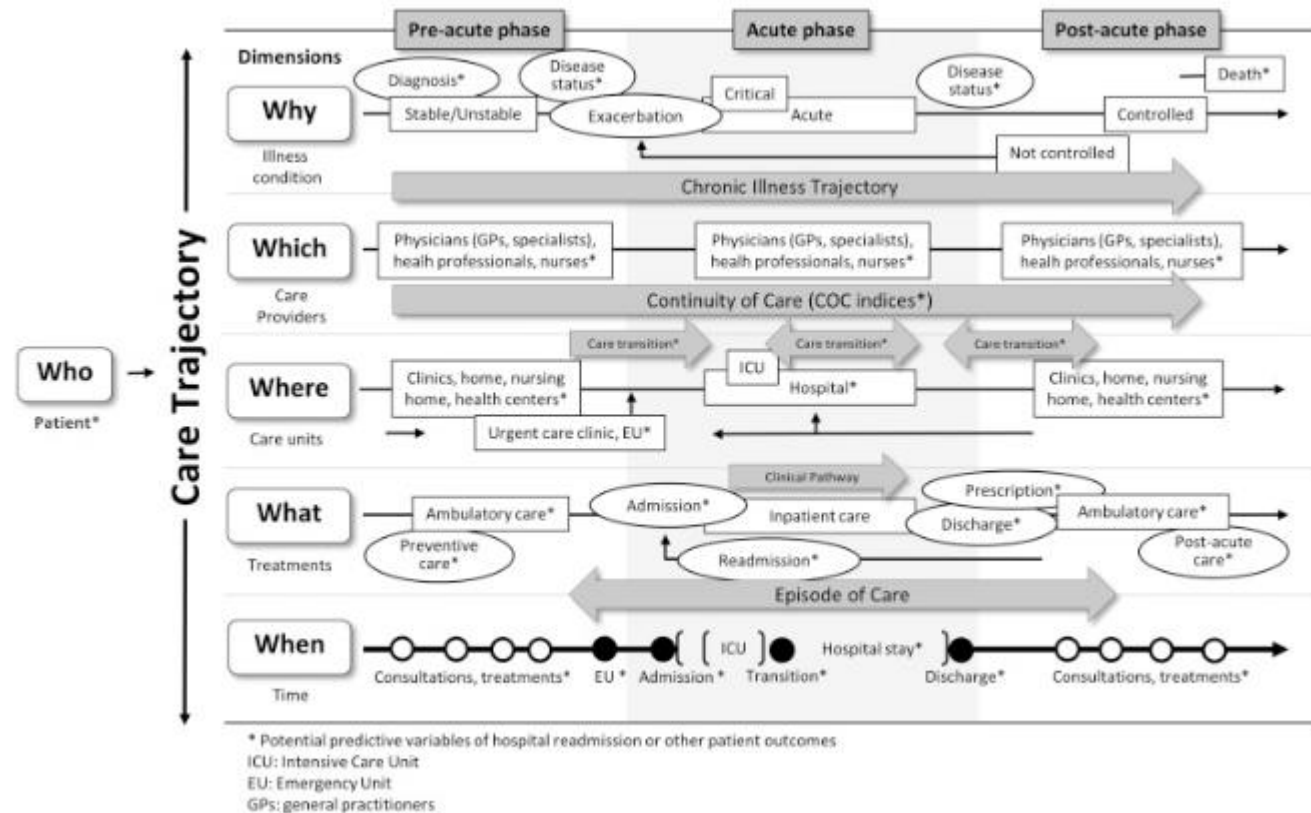 Pre-acute phase
Acute phase
Post-acute phase
Care Trajectory
Who
Patient*
Dimensions
Why
Illness
condition
Diagnosis*
Disease
status*
Stable/Unstable
Exacerbation
Critical
Acute
Disease
status*
Death*
Controlled
Not controlled
Chronic Illness Trajectory
Which
Care
Providers
Physicians (GPs, specialists),
healh professionals, nurses*
Physicians (GPs, specialists),
healh professionals, nurses*
Physicians (GPs, specialists),
healh professionals, nurses*
Continuity of Care (COC indices*)
Care transition*
Care transition*
Care transition*
Where
Care units
Clinics, home, nursing
home, health centers*
Urgent care clinic, EU*
ICU
Hospital*
Clinics, home, nursing
home, health centers*
What
Treatments
Clinical Pathway
Ambulatory care*
Preventive
care*
Admission*
Inpatient care
Readmission*
Prescription*
Discharge*
Ambulatory care*
Post-acute
care*
Episode of Care
When
Time
ICU
Hospital stay*
Consultations, treatments*
EU *
Admission *
Transition*
Discharge*
Consultations, treatments*
* Potential predictive variables of hospital readmission or other patient outcomes
ICU: Intensive Care Unit
EU: Emergency Unit
GPs: general practitioners